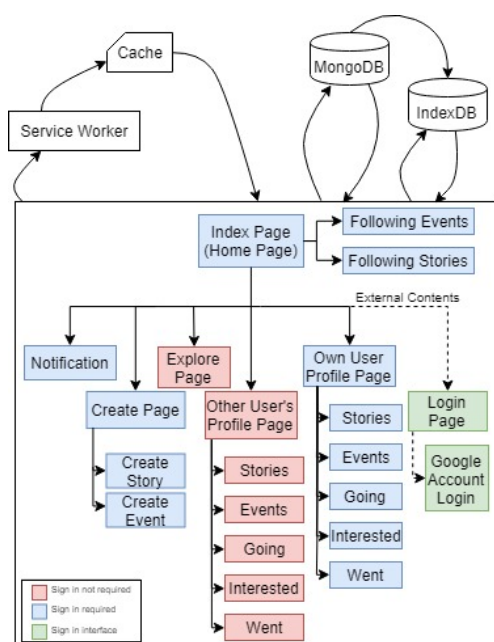 Cache
MongoDB
Service Worker
IndexDB
Index Page
(Home Page)
Following Events
Following Stories
External Contents
Notification
Explore
Page
Own User
Profile Page
Create Page
Other User's
Profile Page
Login
Page
Create
Story
Create
Event
Stories
Events
Going
Interested
Went
Stories
Events
Going
Interested
Went
Google
Account
Login
Sign in not required
Sign in required
Sign in interface